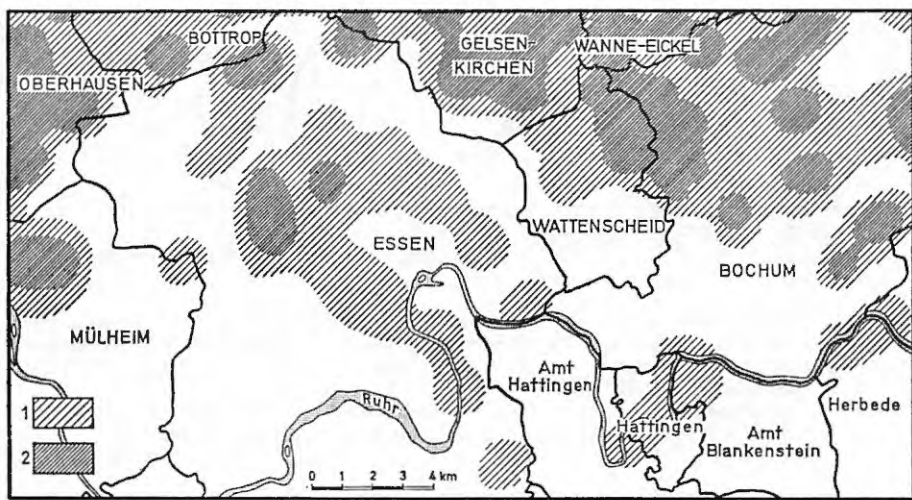 BOTTROP
OBERHAUSEN
GELSEN-
KIRCHEN
WANNE-EICKEL
ESSEN
WATTENSCHEID
BOCHUM
MÜLHEIM
Amt
Hattingen
Hattingen
Amt
Blankenstein
Herbede
Ruhr
1
2
0 1 2 3 4 km